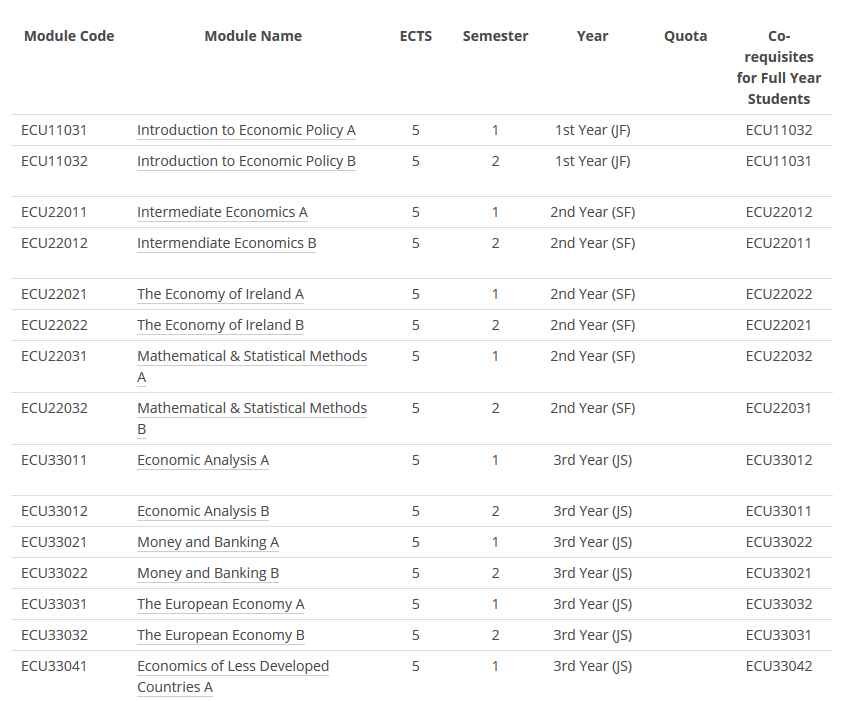 Module Code Module Name ECTS Semester Year Quota Co-
requisites
for Full Year
Students
ECU11031 Introduction to Economic Policy A 5 1 1st Year (JF) ECU11032
ECU11032 Introduction to Economic Policy B 5 2 1st Year (JF) ECU11031
ECU22011 Intermediate Economics A 5 1 2nd Year (SF) ECU22012
ECU22012 Intermendiate Economics B 5 2 2nd Year (SF) ECU22011
ECU22021 The Economy of Ireland A 5 1 2nd Year (SF) ECU22022
ECU22022 The Economy of Ireland B 5 2 2nd Year (SF) ECU22021
ECU22031 Mathematical & Statistical Methods 5 1 2nd Year (SF) ECU22032
A
ECU22032 Mathematical & Statistical Methods 5 2 2nd Year (SF) ECU22031
B
ECU33011 Economic Analysis A 5 1 3rd Year (JS) ECU33012
ECU33012 Economic Analysis B 5 2 3rd Year (JS) ECU33011
ECU33021 Money and Banking A 5 1 3rd Year (JS) ECU33022
ECU33022 Money and Banking B 5 2 3rd Year (JS) ECU33021
ECU33031 The European Economy A 5 1 3rd Year (JS) ECU33032
ECU33032 The European Economy B 5 2 3rd Year (JS) ECU33031
ECU33041 Economics of Less Developed 5 1 3rd Year (JS) ECU33042
Countries A